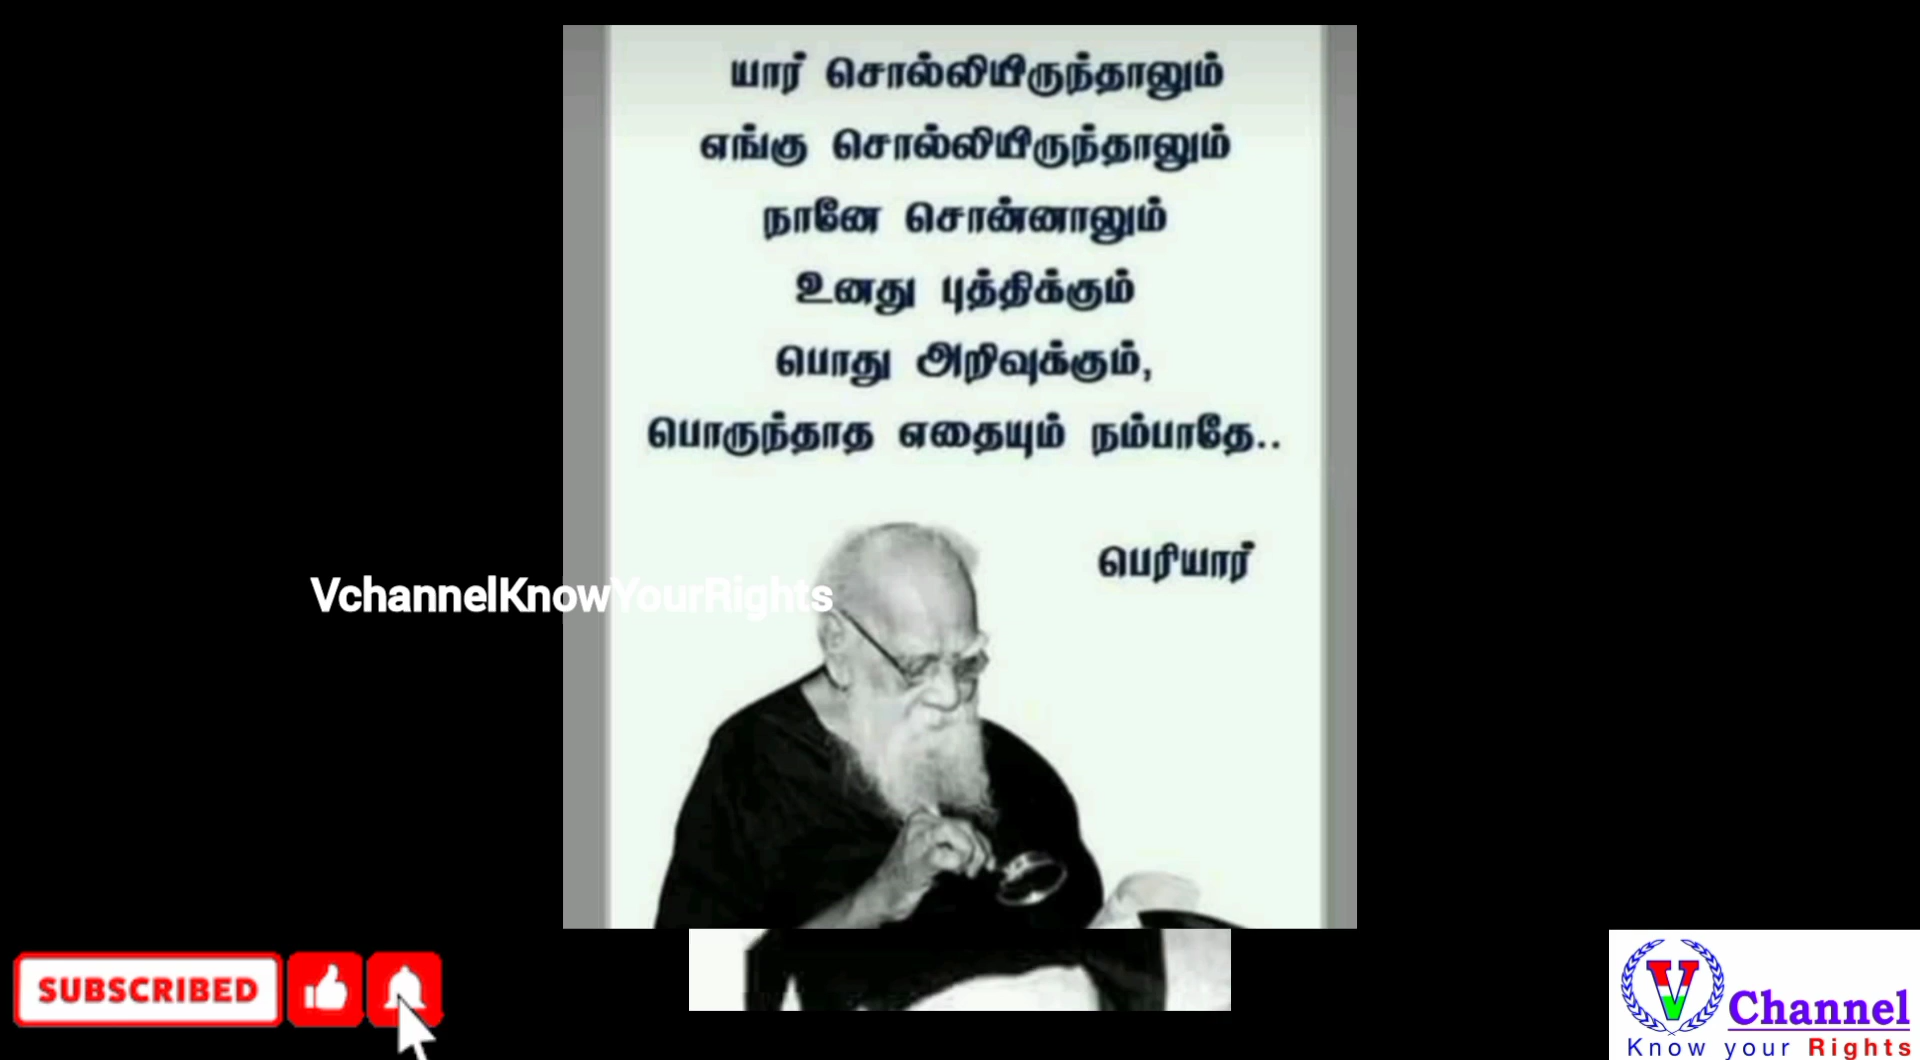 யார் சொல்லியிருந்தாலும்
எங்கு சொல்லியிருந்தாலும்
நானே சொன்னாலும்
உனது புத்திக்கும்
பொது அறிவுக்கும்,
பொருந்தாத எதையும் நம்பாதே..
பெரியார்
VchannelKnowYourRights
SUBSCRIBED
V Channel
Know your Rights